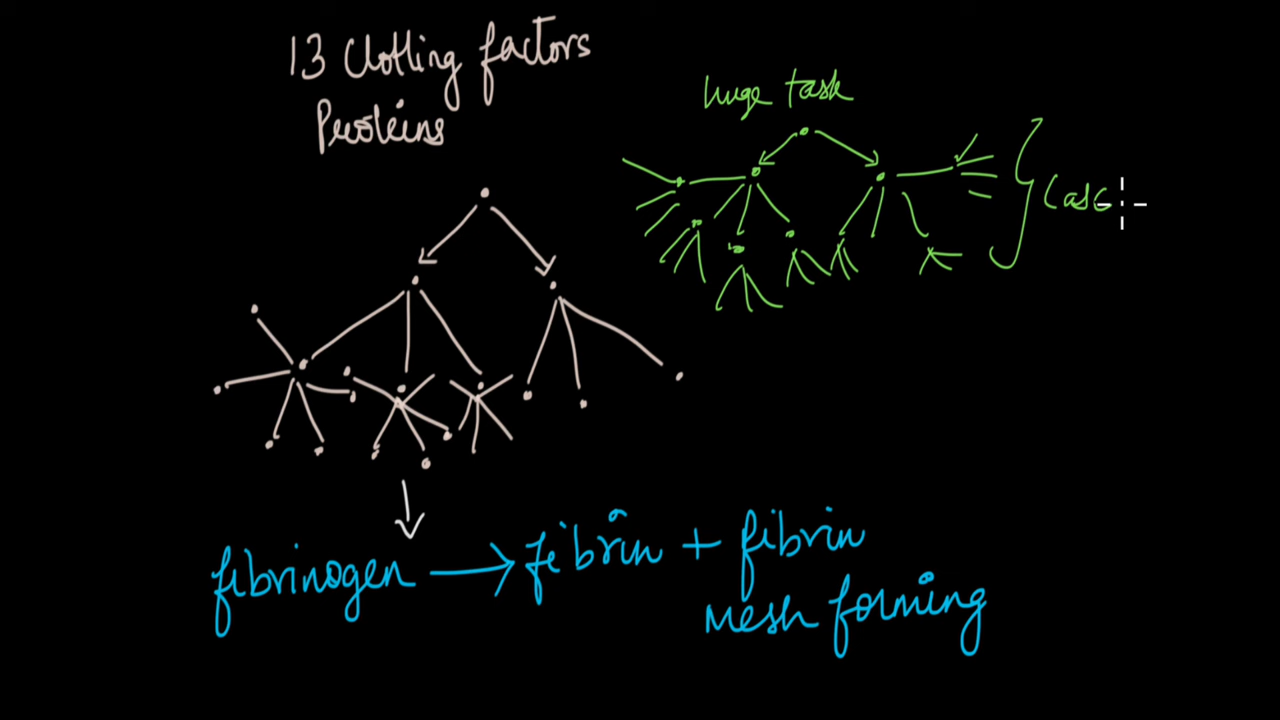 13 Clotting factors
Proteins
huge task
Casc
fibrinogen → fibrin + fibrin
mesh forming